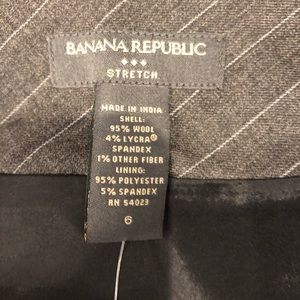 BANANA REPUBLIC
STRETCH
MADE IN INDIA
SHELL:
95% WOOL
4% LYCRA®
SPANDEX
1% OTHER FIBER
LINING:
95% POLYESTER
5% SPANDEX
RN 54023
6